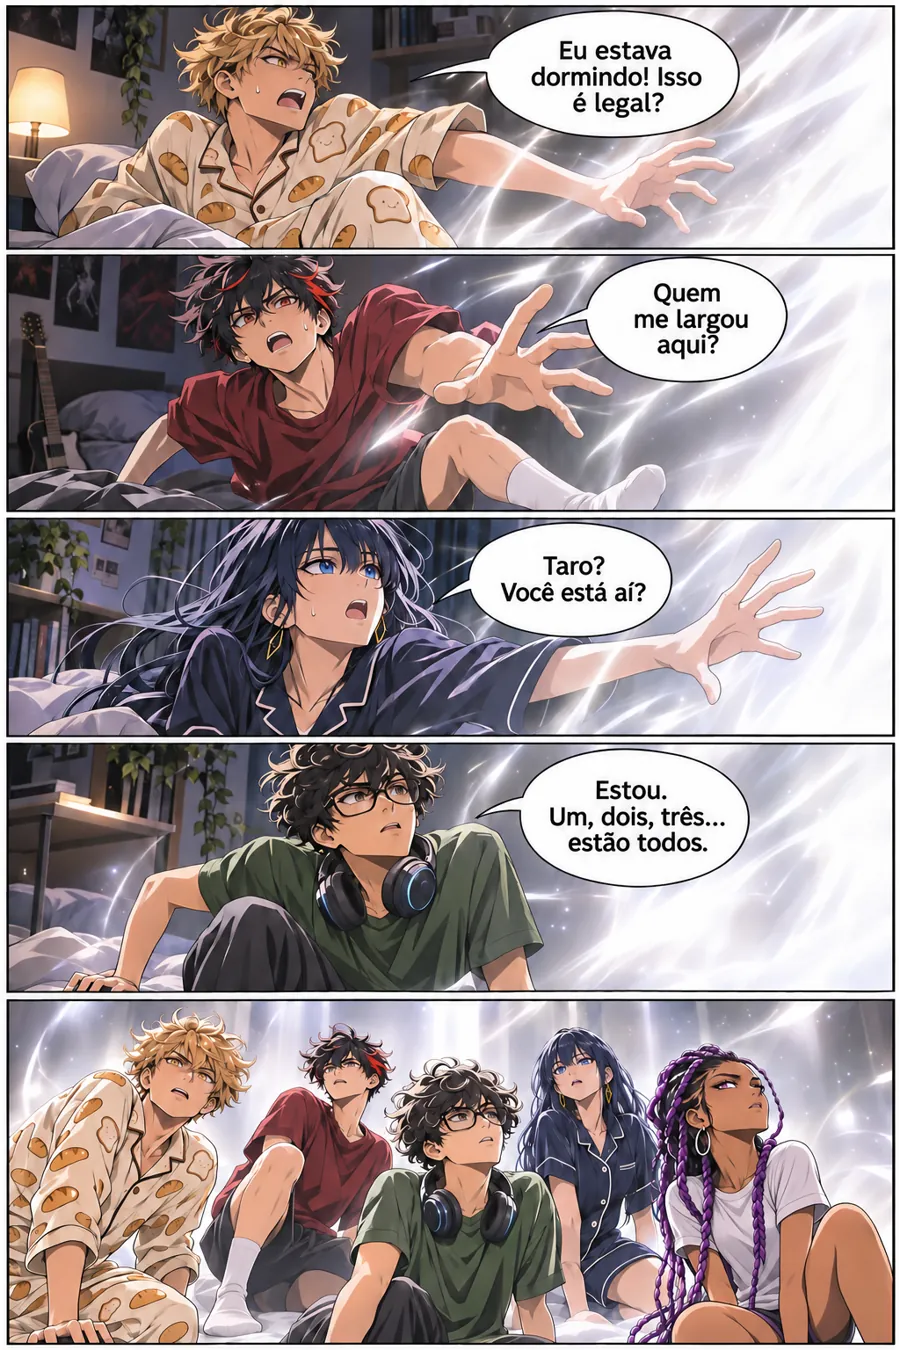 Eu estava
dormindo! Isso
é legal?
Quem
me largou
aqui?
Taro?
Você está aí?
Estou.
Um, dois, três...
estão todos.